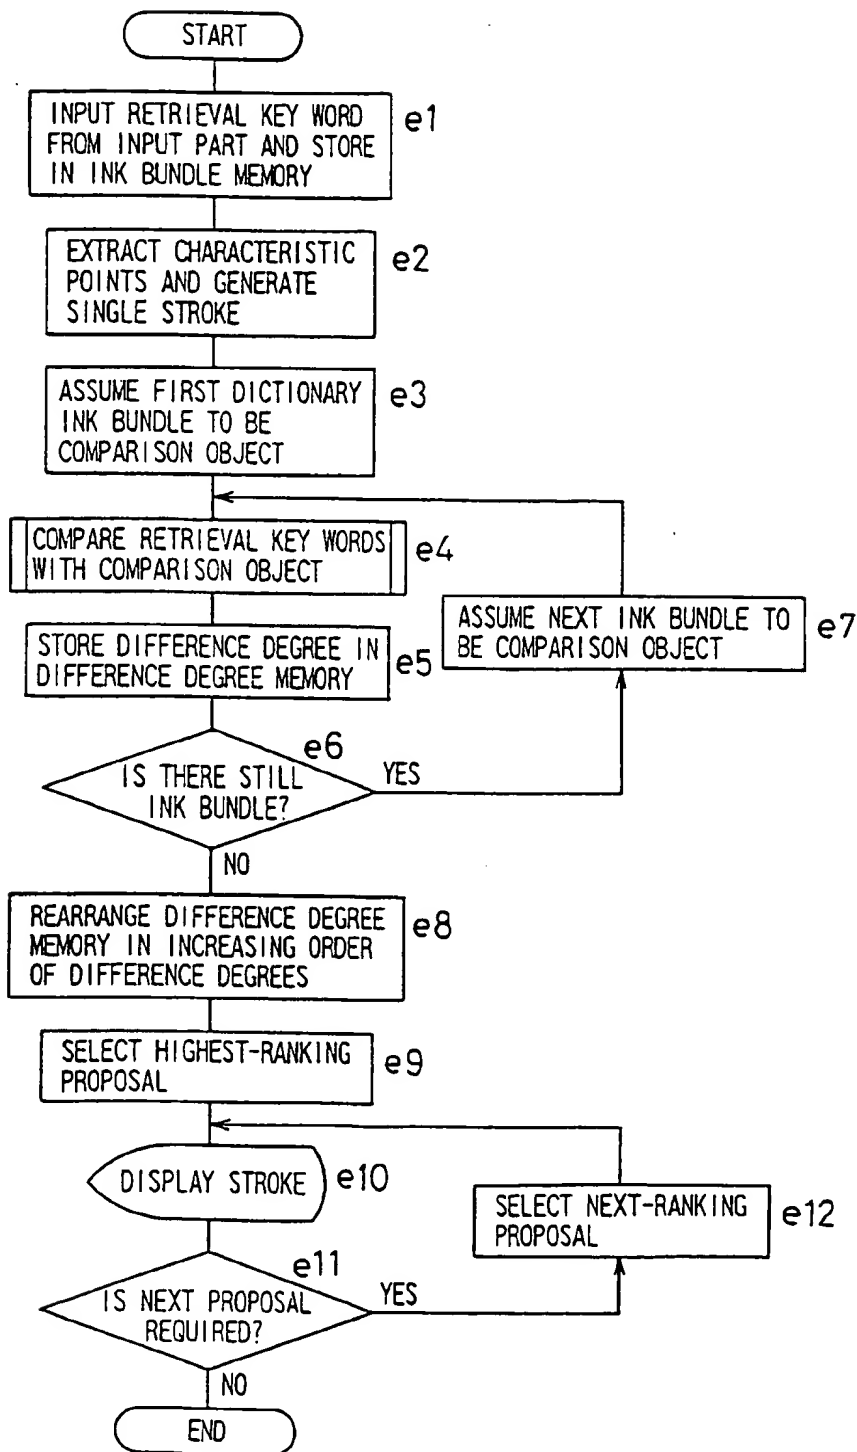 START
INPUT RETRIEVAL KEY WORD
FROM INPUT PART AND STORE
IN INK BUNDLE MEMORY
e1
EXTRACT CHARACTERISTIC
POINTS AND GENERATE
SINGLE STROKE
e2
ASSUME FIRST DICTIONARY
INK BUNDLE TO BE
COMPARISON OBJECT
e3
COMPARE RETRIEVAL KEY WORDS
WITH COMPARISON OBJECT
e4
STORE DIFFERENCE DEGREE IN
DIFFERENCE DEGREE MEMORY
e5
ASSUME NEXT INK BUNDLE TO
BE COMPARISON OBJECT
e7
e6
IS THERE STILL
INK BUNDLE?
YES
NO
REARRANGE DIFFERENCE DEGREE
MEMORY IN INCREASING ORDER
OF DIFFERENCE DEGREES
e8
SELECT HIGHEST-RANKING
PROPOSAL
e9
DISPLAY STROKE
e10
SELECT NEXT-RANKING
PROPOSAL
e12
e11
IS NEXT PROPOSAL
REQUIRED?
YES
NO
END